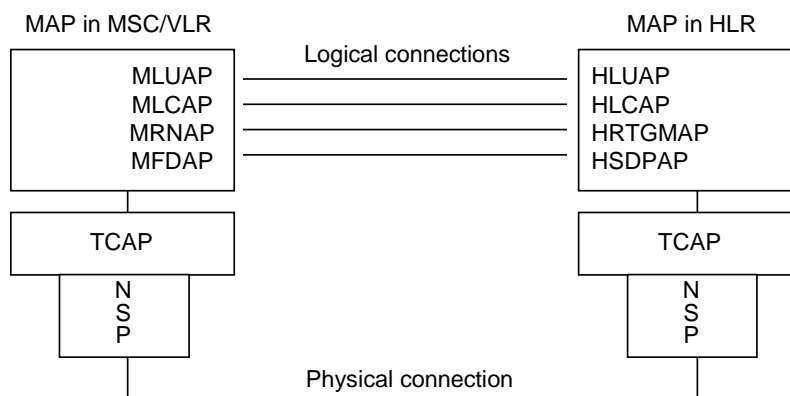 MAP in MSC/VLR
MAP in HLR
Logical connections
MLUAP
MLCAP
MRNAP
MFDAP
HLUAP
HLCAP
HRTGMAP
HSDPAP
TCAP
TCAP
N
S
P
N
S
P
Physical connection